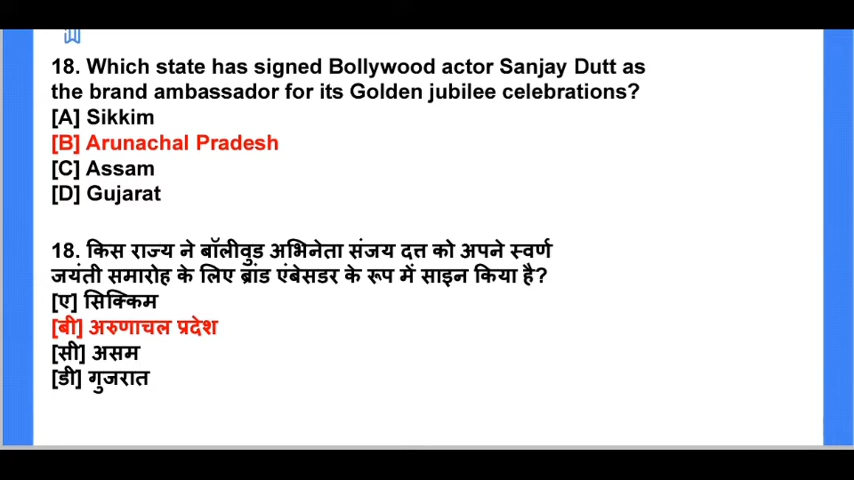 18. Which state has signed Bollywood actor Sanjay Dutt as
the brand ambassador for its Golden jubilee celebrations?
[A] Sikkim
[B] Arunachal Pradesh
[C] Assam
[D] Gujarat
18. किस राज्य ने बॉलीवुड अभिनेता संजय दत्त को अपने स्वर्ण
जयंती समारोह के लिए ब्रांड एंबेसडर के रूप में साइन किया है?
[ए] सिक्किम
[बी] अरुणाचल प्रदेश
[सी] असम
[डी] गुजरात